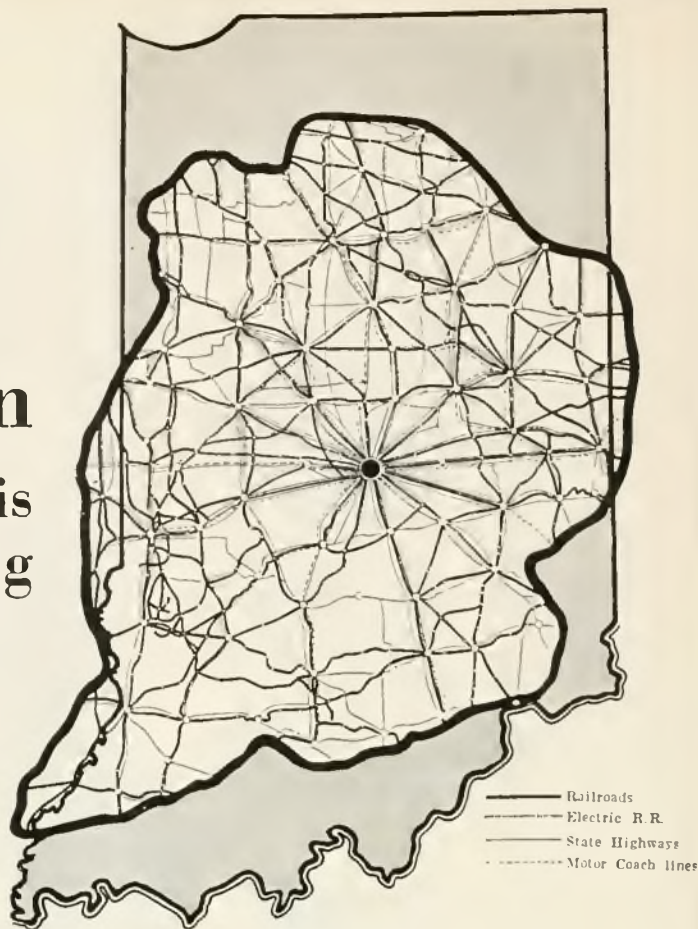 n
is
g
Railroads
Electric R.R.
State Highways
Motor Coach lines